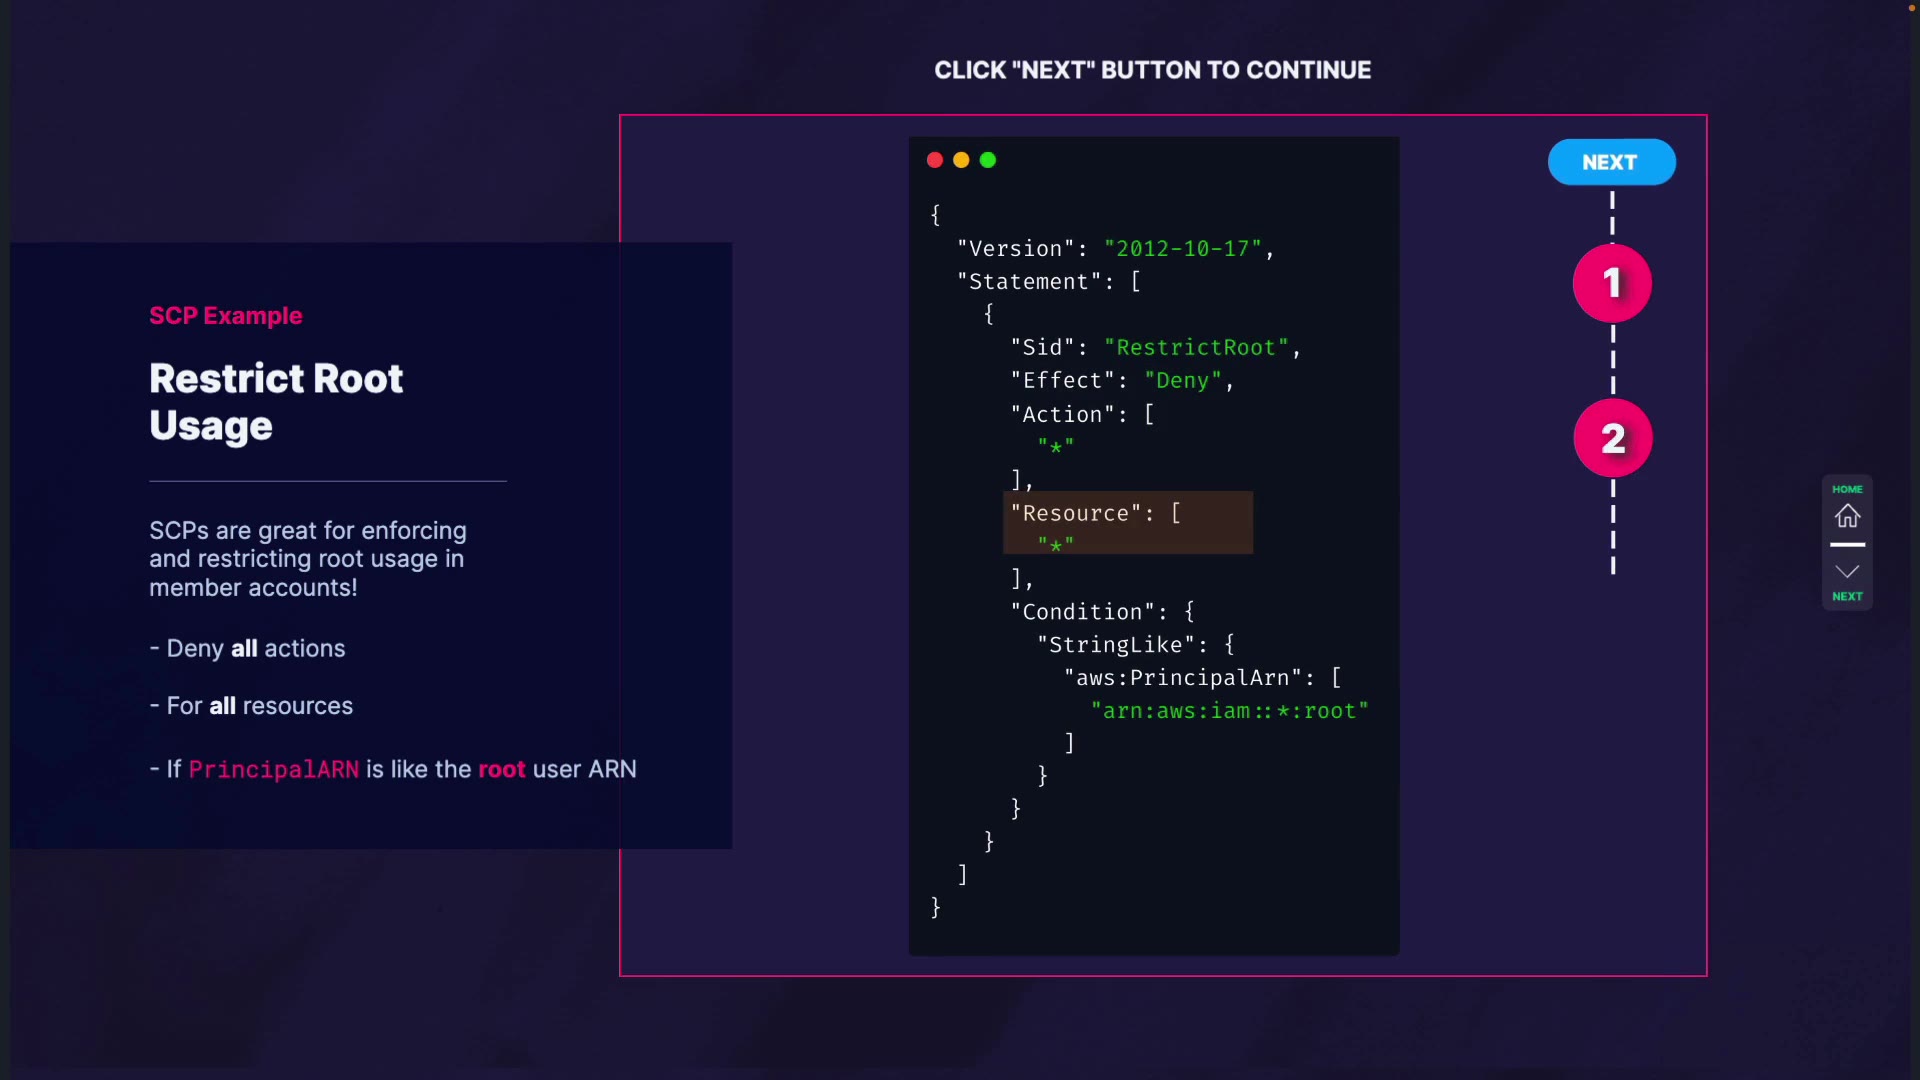 CLICK "NEXT" BUTTON TO CONTINUE
SCP Example
Restrict Root
Usage
SCPs are great for enforcing
and restricting root usage in
member accounts!
- Deny all actions
- For all resources
- If PrincipalARN is like the root user ARN
{
  "Version": "2012-10-17",
  "Statement": [
    {
      "Sid": "RestrictRoot",
      "Effect": "Deny",
      "Action": [
        "*"
      ],
      "Resource": [
        "*"
      ],
      "Condition": {
        "StringLike": {
          "aws:PrincipalArn": [
            "arn:aws:iam::*:root"
          ]
        }
      }
    }
  ]
}
NEXT
1
2
HOME
NEXT